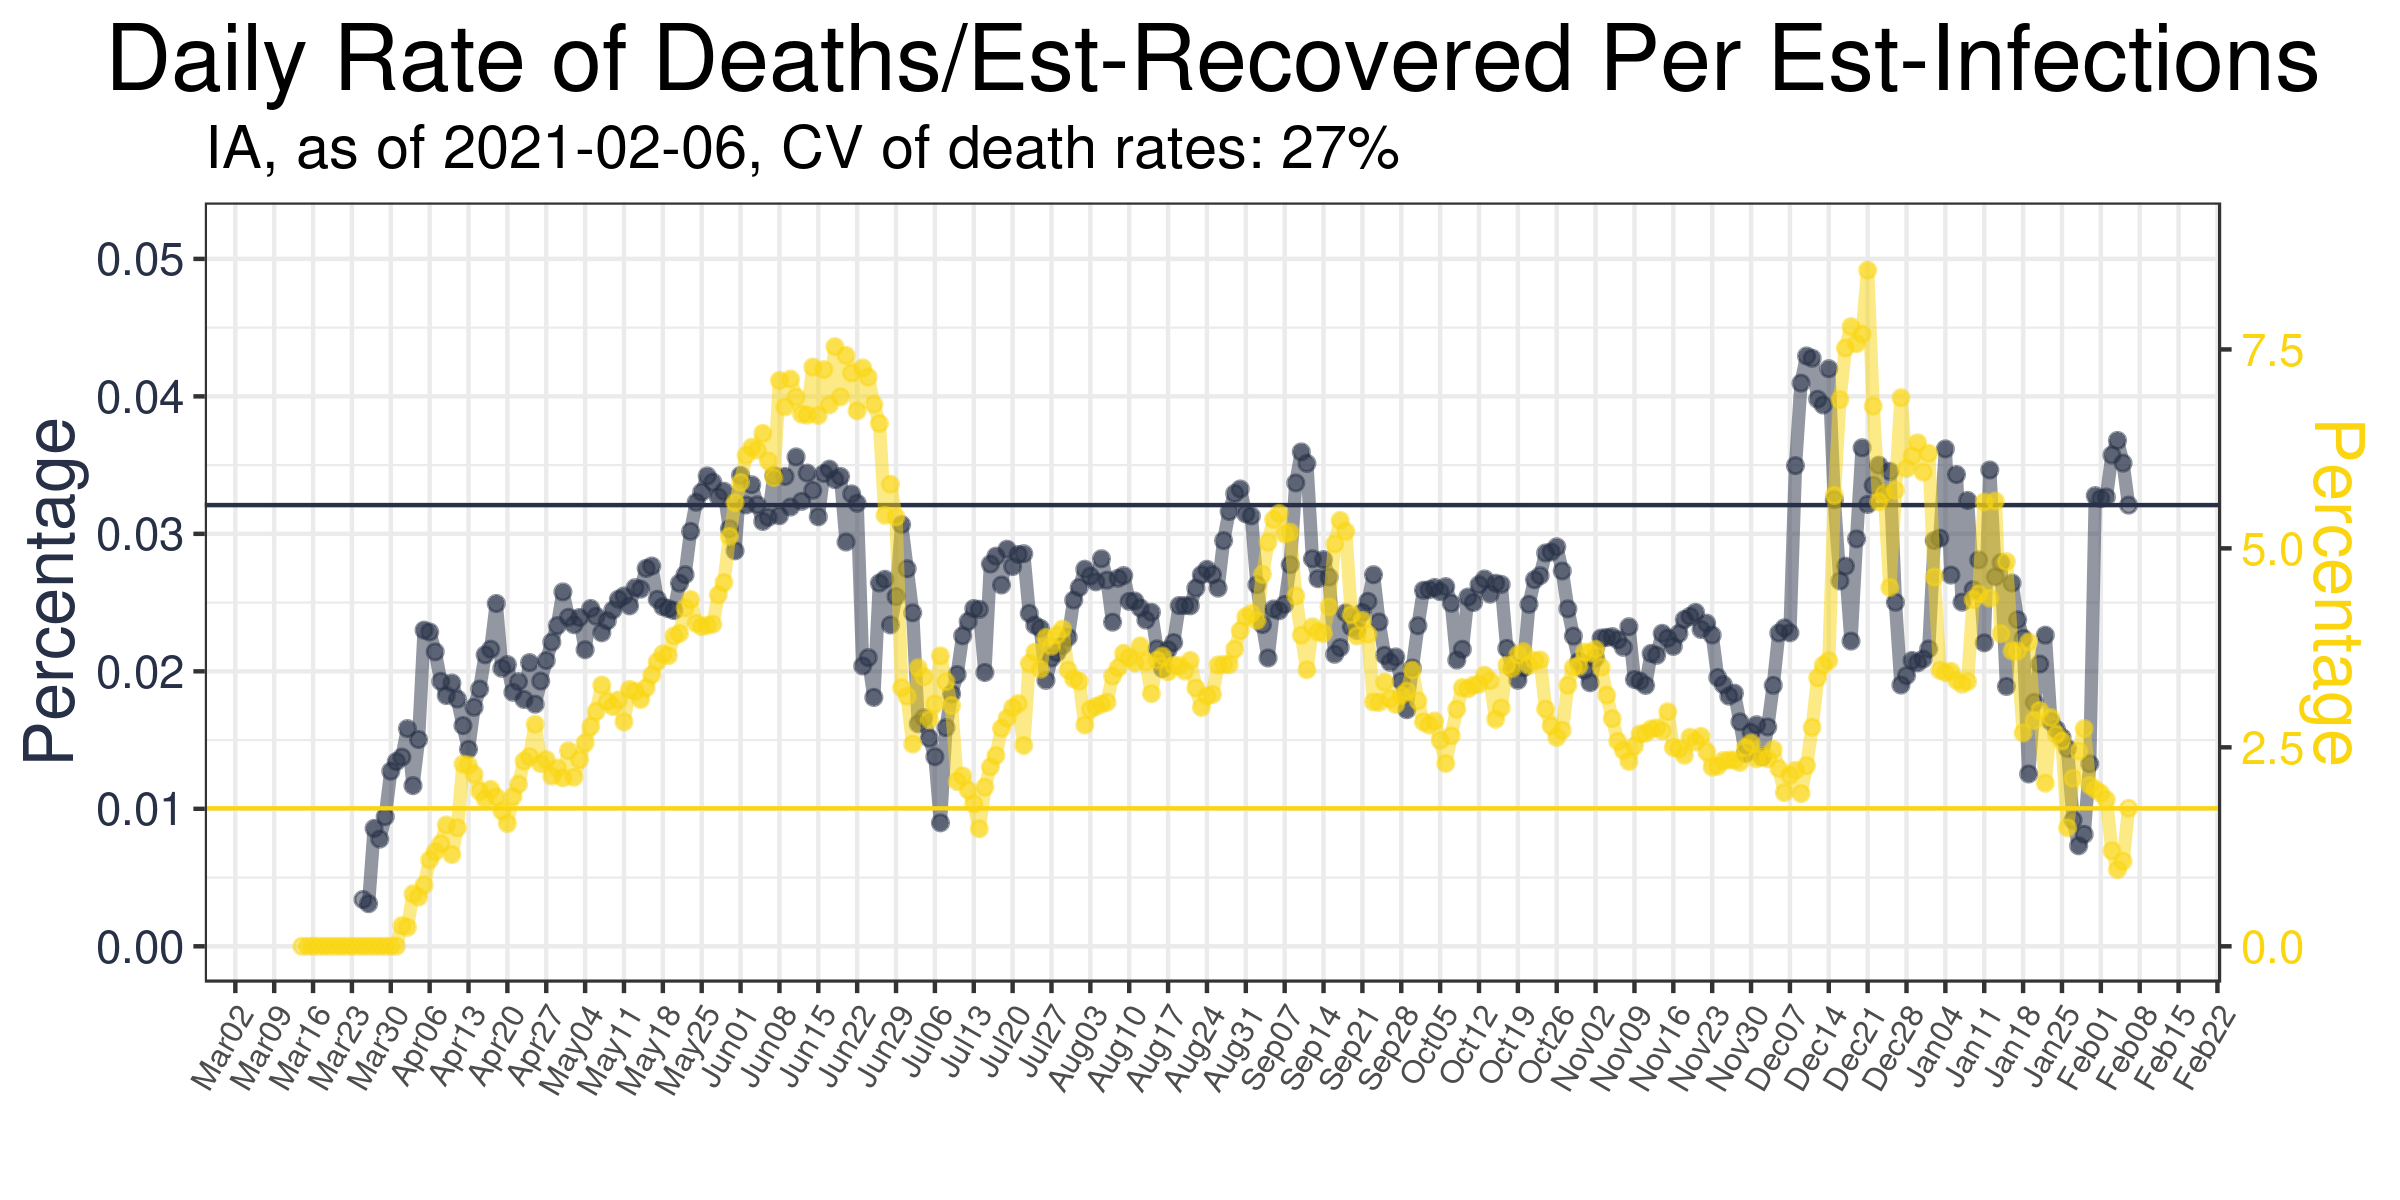 Daily Rate of Deaths/Est-Recovered Per Est-Infections
IA, as of 2021-02-06, CV of death rates: 27%
Percentage
0.05
0.04
0.03
0.02
0.01
0.00
7.5
5.0
2.5
0.0
Percentage
Mar02
Mar09
Mar16
Mar23
Mar30
Apr06
Apr13
Apr20
Apr27
May04
May11
May18
May25
Jun01
Jun08
Jun15
Jun22
Jun29
Jul06
Jul13
Jul20
Jul27
Aug03
Aug10
Aug17
Aug24
Aug31
Sep07
Sep14
Sep21
Sep28
Oct05
Oct12
Oct19
Oct26
Nov02
Nov09
Nov16
Nov23
Nov30
Dec07
Dec14
Dec21
Dec28
Jan04
Jan11
Jan18
Jan25
Feb01
Feb08
Feb15
Feb22